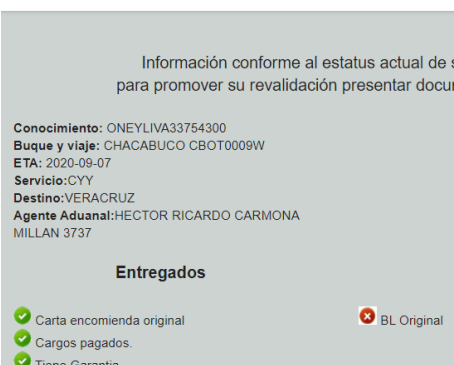 Información conforme al estatus actual de s
para promover su revalidación presentar docu
Conocimiento: ONEYLIVA33754300
Buque y viaje: CHACABUCO CBOT0009W
ETA: 2020-09-07
Servicio:CYY
Destino:VERACRUZ
Agente Aduanal:HECTOR RICARDO CARMONA
MILLAN 3737
Entregados
Carta encomienda original
BL Original
Cargos pagados.
Tiene Garantia